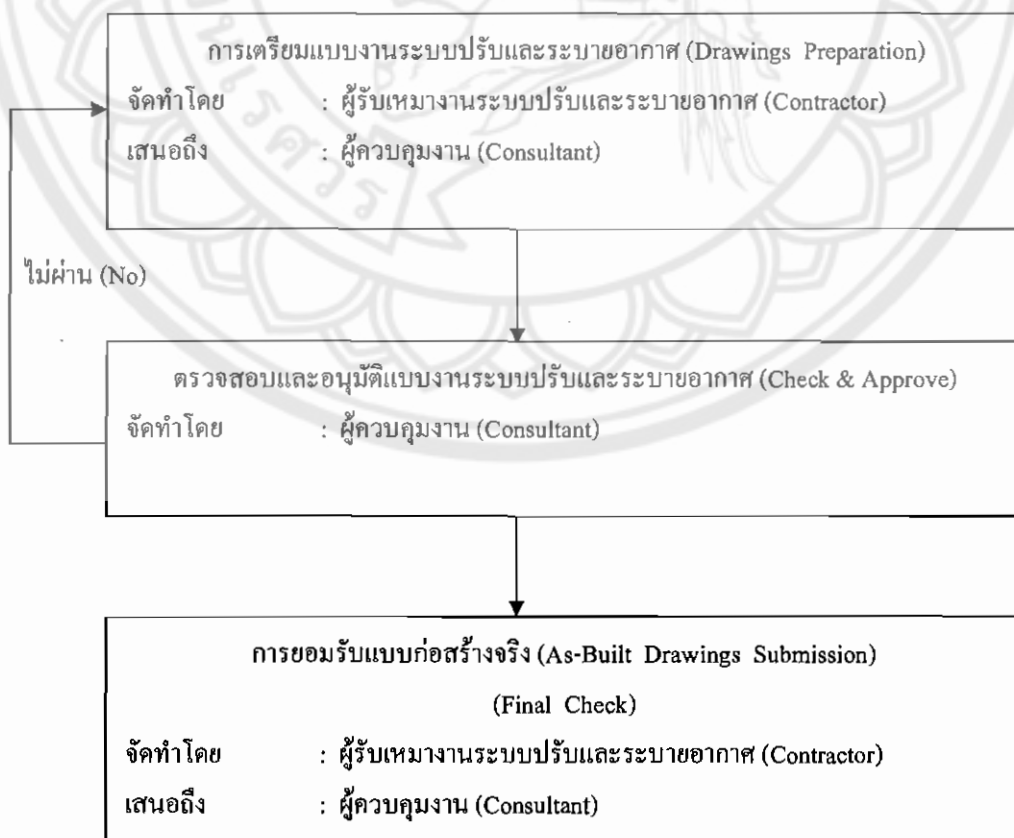 การเตรียมแบบงานระบบปรับและระบายอากาศ (Drawings Preparation)
จัดทำโดย : ผู้รับเหมางานระบบปรับและระบายอากาศ (Contractor)
เสนอถึง : ผู้ควบคุมงาน (Consultant)
ไม่ผ่าน (No)
ตรวจสอบและอนุมัติแบบงานระบบปรับและระบายอากาศ (Check & Approve)
จัดทำโดย : ผู้ควบคุมงาน (Consultant)
การยอมรับแบบก่อสร้างจริง (As-Built Drawings Submission)
(Final Check)
จัดทำโดย : ผู้รับเหมางานระบบปรับและระบายอากาศ (Contractor)
เสนอถึง : ผู้ควบคุมงาน (Consultant)